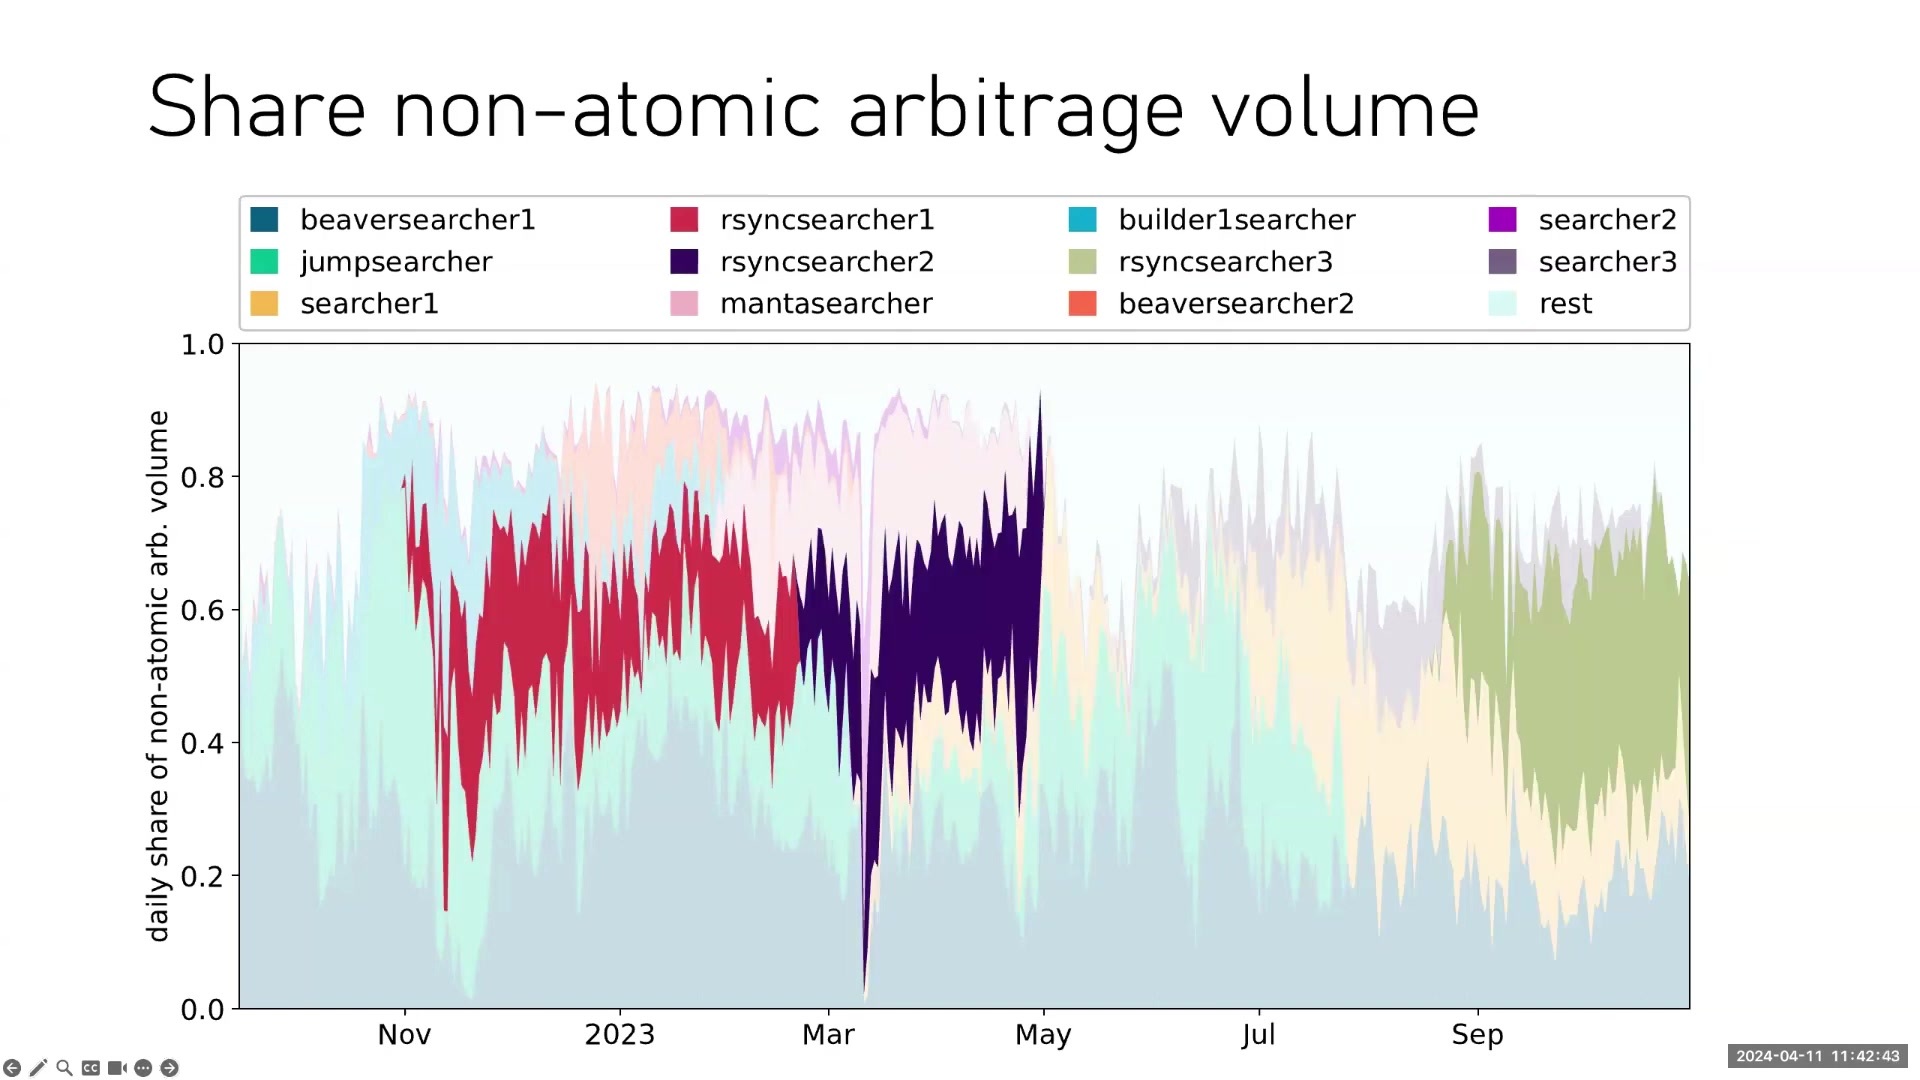 Share non-atomic arbitrage volume
beaversearcher1 rsyncsearcher1 builder1searcher searcher2
jumpsearcher rsyncsearcher2 rsyncsearcher3 searcher3
searcher1 mantasearcher beaversearcher2 rest
daily share of non-atomic arb. volume
1.0
0.8
0.6
0.4
0.2
0.0
Nov 2023 Mar May Jul Sep
CC
2024-04-11 11:42:43